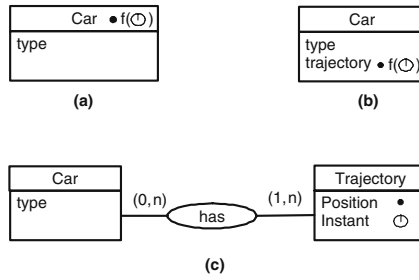 Car • f( )
type
(a)
Car
type
trajectory • f( )
(b)
Car
type
(0,n)
has
(1,n)
Trajectory
Position •
Instant
(c)